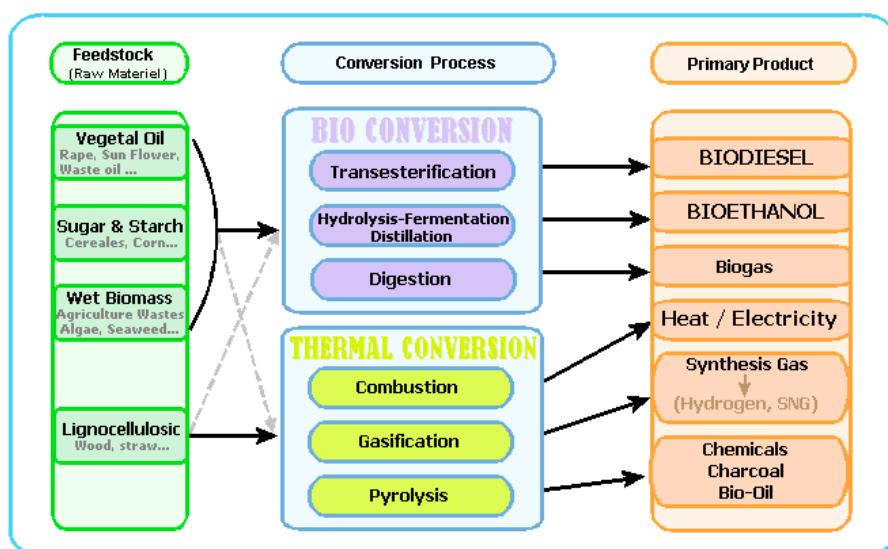 Feedstock
(Raw Materiel)
Conversion Process
Primary Product
Vegetal Oil
Rape, Sun Flower,
Waste oil ...
Sugar & Starch
Cereales, Corn...
Wet Biomass
Agriculture Wastes
Algae, Seaweed...
Lignocellulosic
Wood, straw...
BIO CONVERSION
Transesterification
Hydrolysis-Fermentation
Distillation
Digestion
THERMAL CONVERSION
Combustion
Gasification
Pyrolysis
BIODIESEL
BIOETHANOL
Biogas
Heat / Electricity
Synthesis Gas
(Hydrogen, SNG)
Chemicals
Charcoal
Bio-Oil